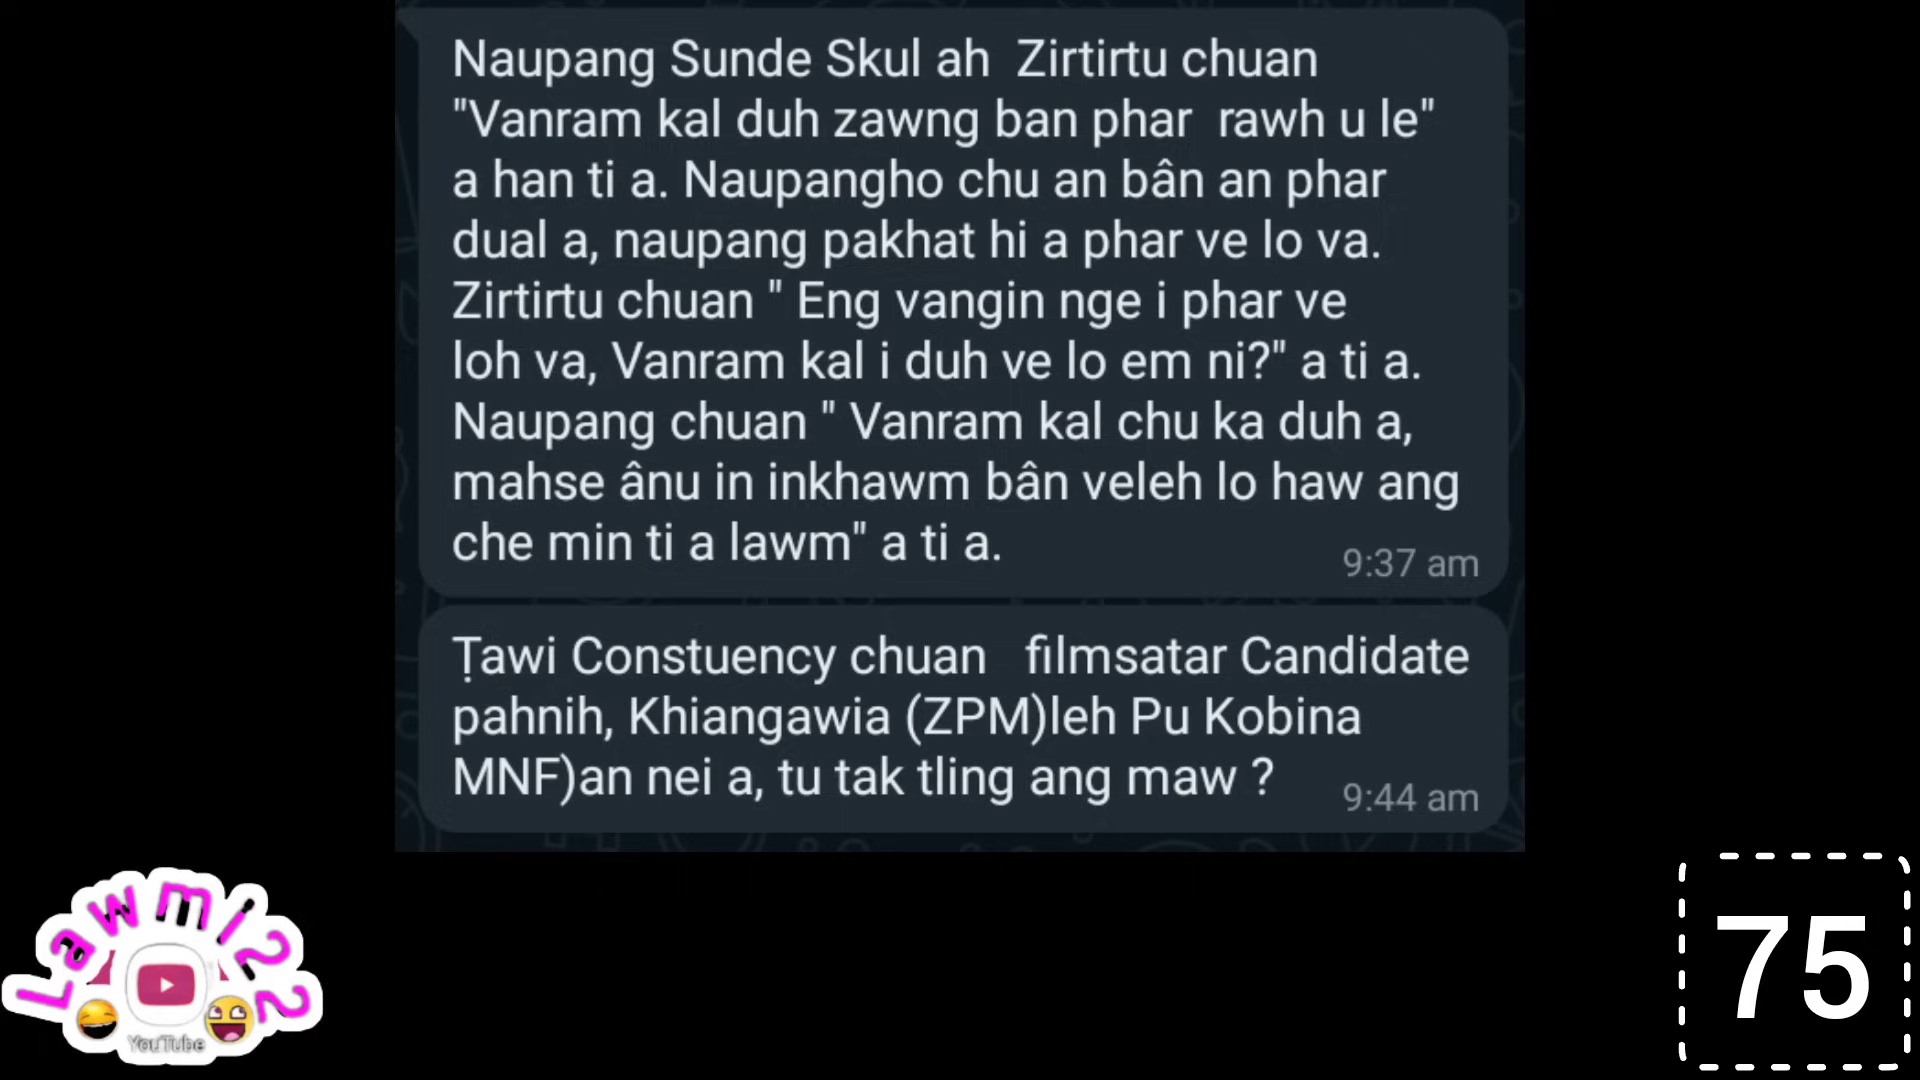 Naupang Sunde Skul ah Zirtirtu chuan
"Vanram kal duh zawng ban phar rawh u le"
a han ti a. Naupangho chu an bân an phar
dual a, naupang pakhat hi a phar ve lo va.
Zirtirtu chuan " Eng vangin nge i phar ve
loh va, Vanram kal i duh ve lo em ni?" a ti a.
Naupang chuan " Vanram kal chu ka duh a,
mahse ânu in inkhawm bân veleh lo haw ang
che min ti a lawm" a ti a.
9:37 am
Ṭawi Constuency chuan filmsatar Candidate
pahnih, Khiangawia (ZPM)leh Pu Kobina
MNF)an nei a, tu tak tling ang maw ?
9:44 am
Lawmi22
YouTube
75